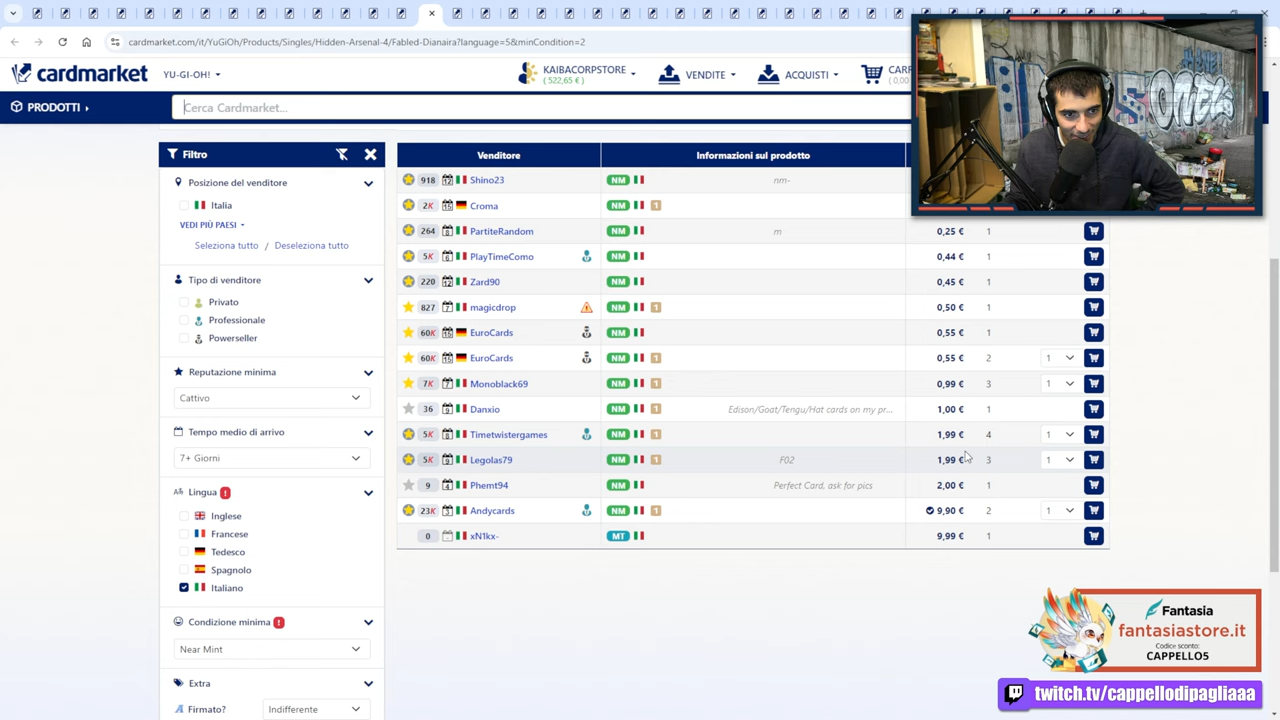 cardmarket.com/it/YuGiOh/Products/Singles/Hidden-Arsenal-4/Fabled-Dianaira?language=5&minCondition=2
cardmarket
YU-GI-OH!
KAIBACORPSTORE
( 522,65 € )
VENDITE
ACQUISTI
PRODOTTI
Cerca Cardmarket...
Filtro
Posizione del venditore
Italia
VEDI PIÙ PAESI
Seleziona tutto / Deseleziona tutto
Tipo di venditore
Privato
Professionale
Powerseller
Reputazione minima
Cattivo
Tempo medio di arrivo
7+ Giorni
Lingua !
Inglese
Francese
Tedesco
Spagnolo
Italiano
Condizione minima !
Near Mint
Extra
Firmato?
Indifferente
Venditore Informazioni sul prodotto
918 Shino23 NM nm-
2K Croma NM 1
264 PartiteRandom NM m 0,25 € 1
5K PlayTimeComo NM 0,44 € 1
220 Zard90 NM 0,45 € 1
827 magicdrop NM 1 0,50 € 1
60K EuroCards NM 0,55 € 1
60K EuroCards NM 1 0,55 € 2 1
7K Monoblack69 NM 1 0,99 € 3 1
36 Danxio NM 1 Edison/Goat/Tengu/Hat cards on my pr... 1,00 € 1
5K Timetwistergames NM 1 1,99 € 4 1
5K Legolas79 NM 1 F02 1,99 € 3 1
9 Phemt94 NM Perfect Card, ask for pics 2,00 € 1
23K Andycards NM 1 9,90 € 2 1
0 xN1kx- MT 9,99 € 1
Fantasia
fantasiastore.it
Codice sconto:
CAPPELLO5
twitch.tv/cappellodipagliaaa